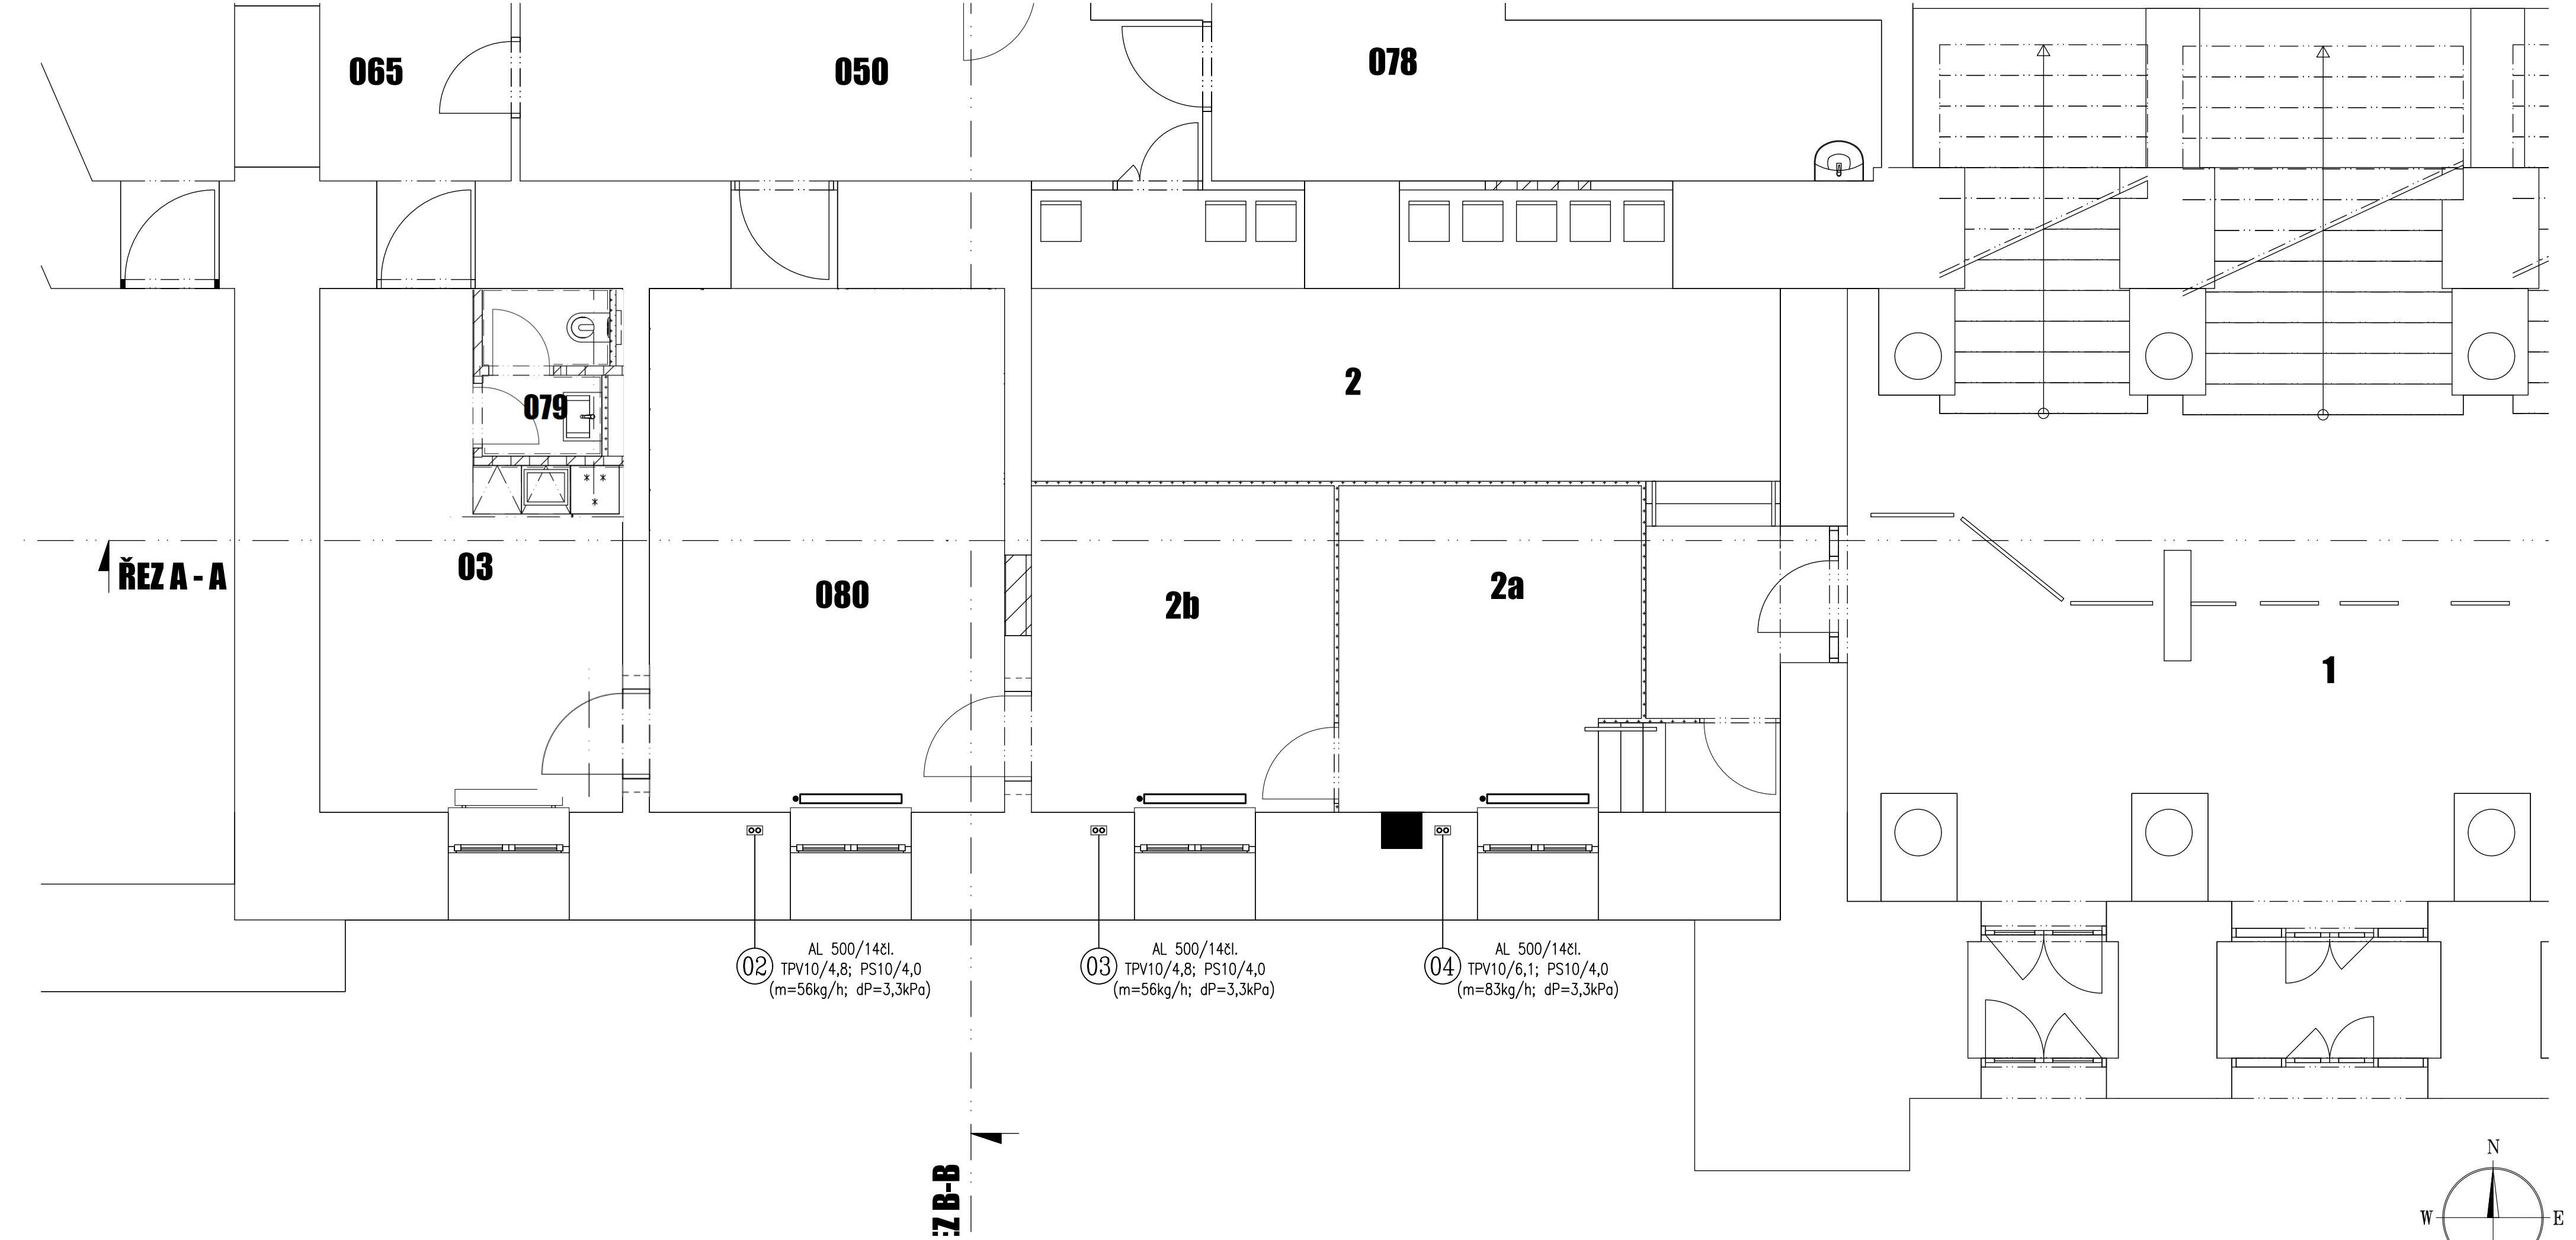 065
050
078
079
2
ŘEZ A - A
03
080
2b
2a
1
02
AL 500/14čl.
TPV10/4,8; PS10/4,0
(m=56kg/h; dP=3,3kPa)
03
AL 500/14čl.
TPV10/4,8; PS10/4,0
(m=56kg/h; dP=3,3kPa)
04
AL 500/14čl.
TPV10/6,1; PS10/4,0
(m=83kg/h; dP=3,3kPa)
EZ B-B
N
W
E